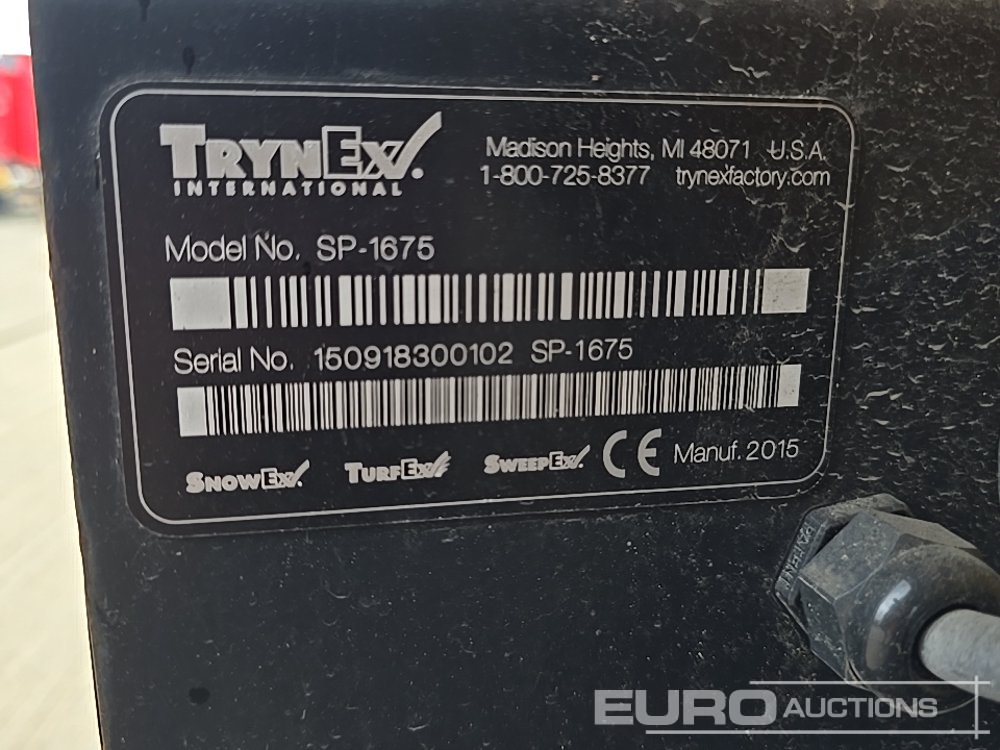 TRYNEX.
INTERNATIONAL
Madison Heights, MI 48071 U.S.A.
1-800-725-8377 trynexfactory.com
Model No. SP-1675
Serial No. 150918300102 SP-1675
SNOWEX. TURFEX SWEEPEX. CE Manuf. 2015
EURO AUCTIONS